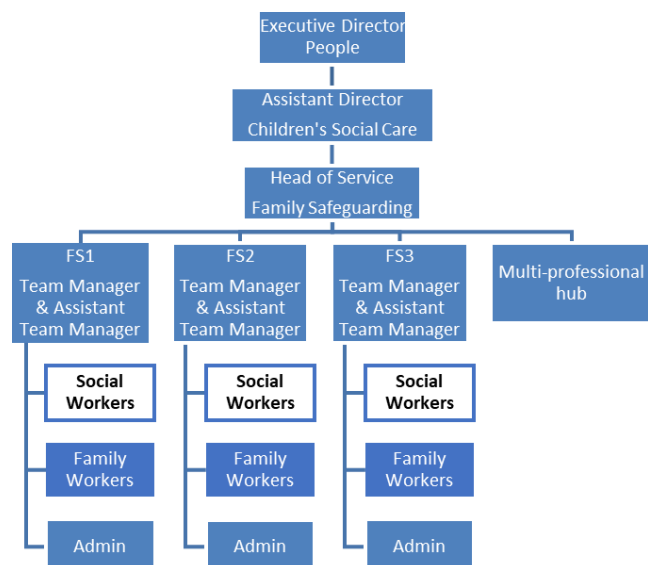 Executive Director
People
Assistant Director
Children's Social Care
Head of Service
Family Safeguarding
FS1
Team Manager
& Assistant
Team Manager
FS2
Team Manager
& Assistant
Team Manager
FS3
Team Manager
& Assistant
Team Manager
Multi-professional
hub
Social
Workers
Social
Workers
Social
Workers
Family
Workers
Family
Workers
Family
Workers
Admin
Admin
Admin